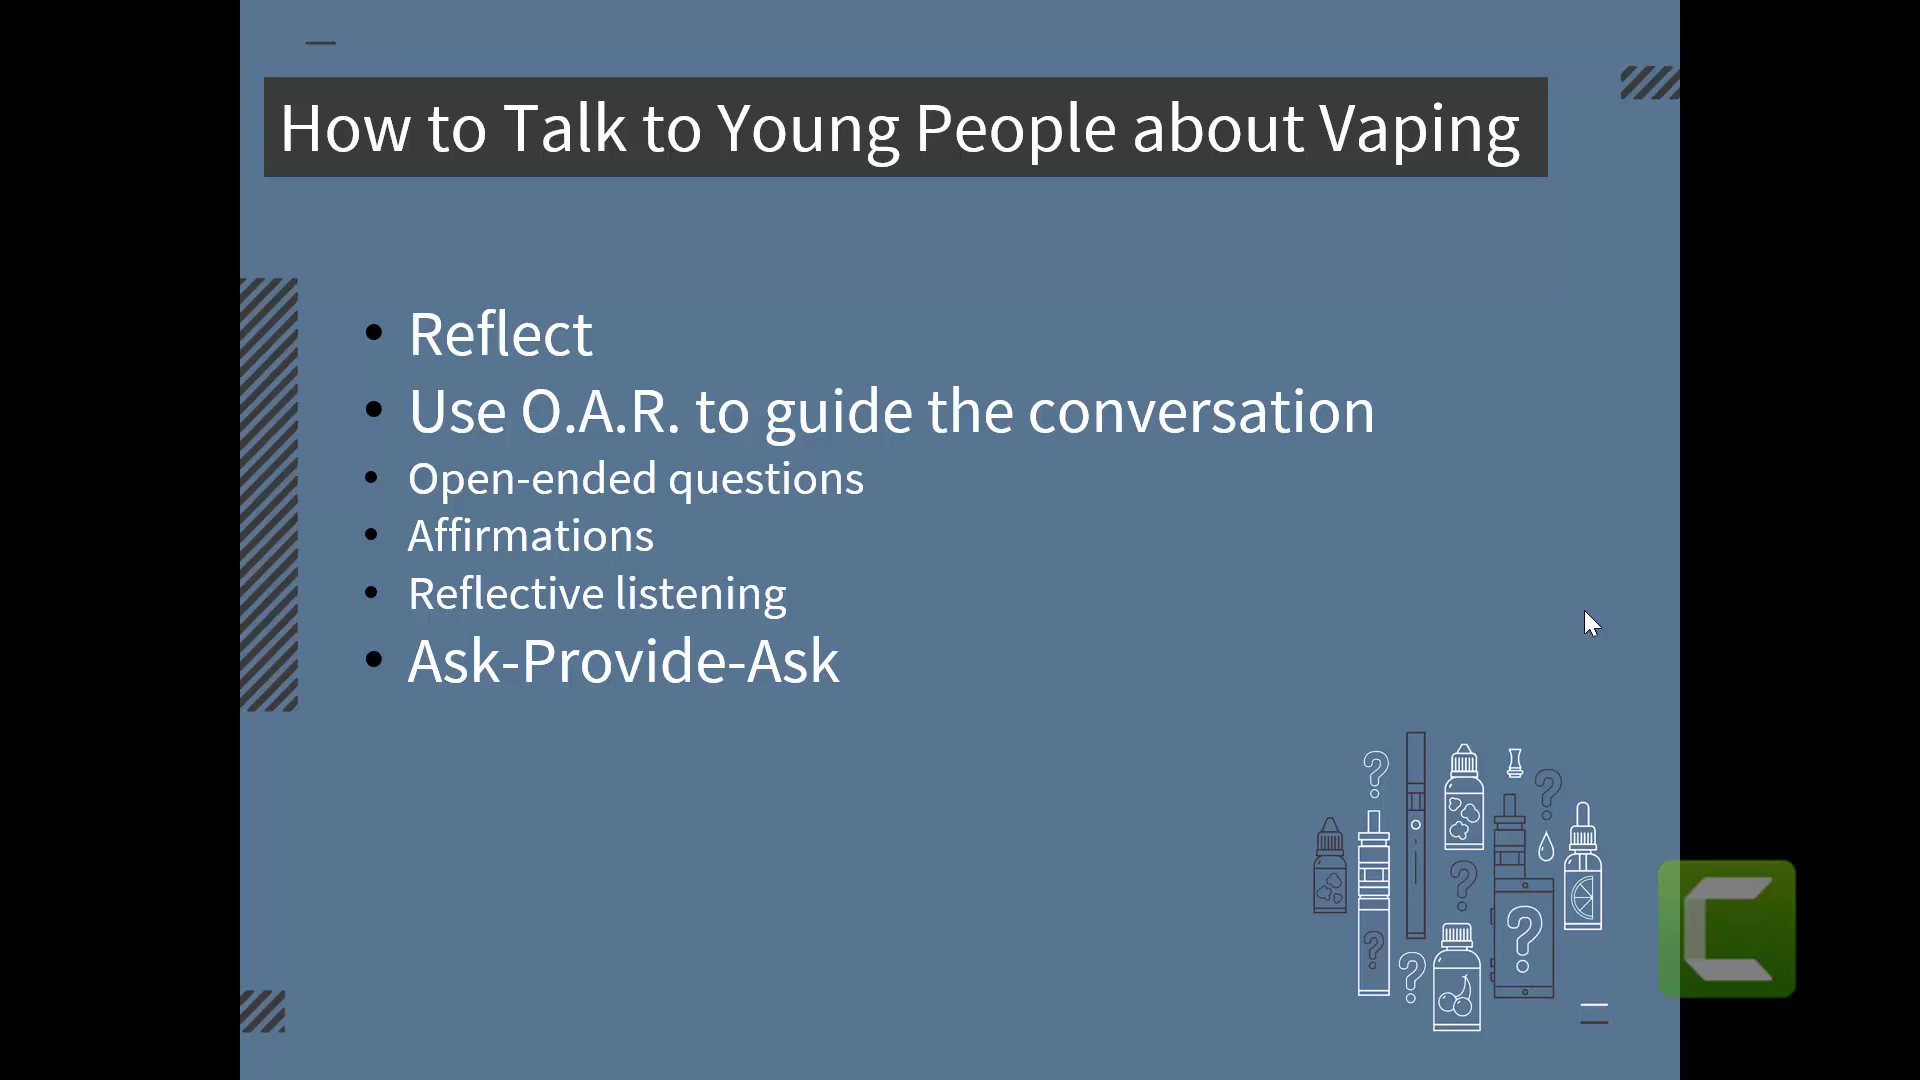 How to Talk to Young People about Vaping
• Reflect
• Use O.A.R. to guide the conversation
• Open-ended questions
• Affirmations
• Reflective listening
• Ask-Provide-Ask
? ? ? ? ? ?
C